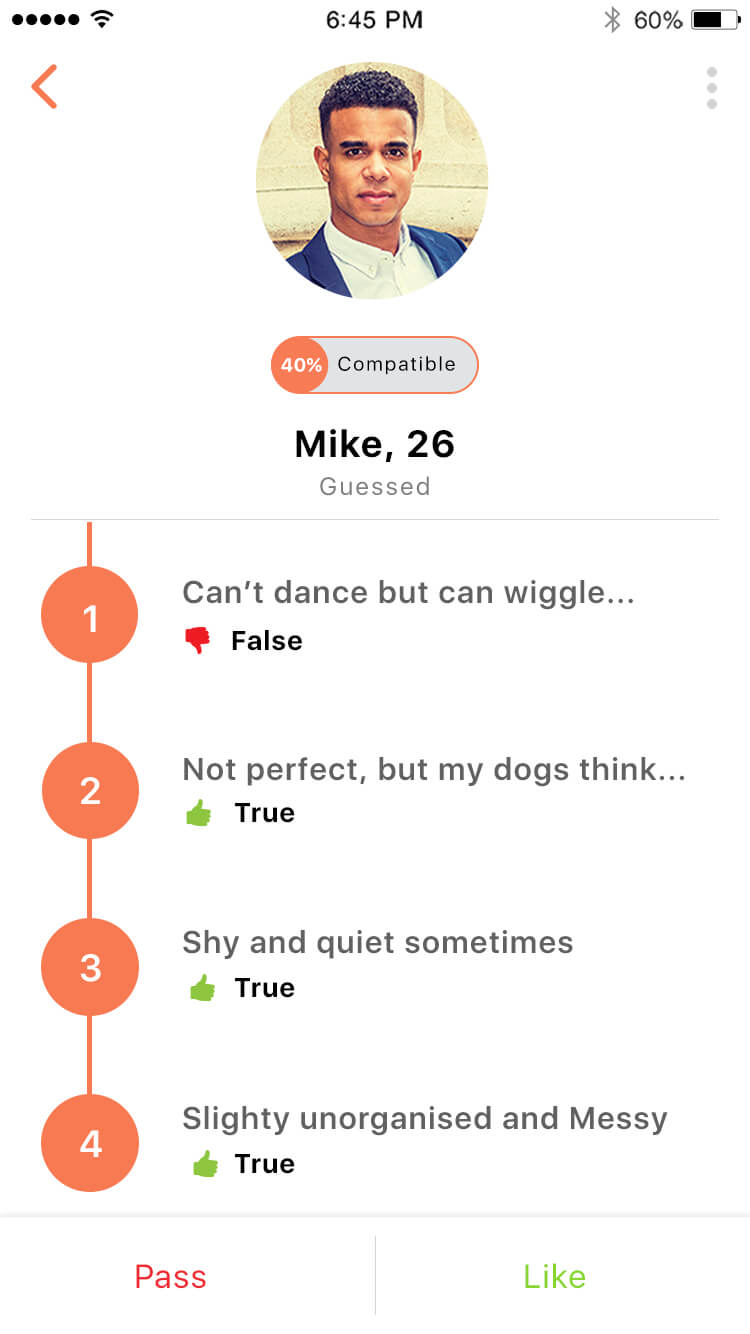 6:45 PM 60%
40% Compatible
Mike, 26
Guessed
1 Can’t dance but can wiggle...
False
2 Not perfect, but my dogs think...
True
3 Shy and quiet sometimes
True
4 Slighty unorganised and Messy
True
Pass Like